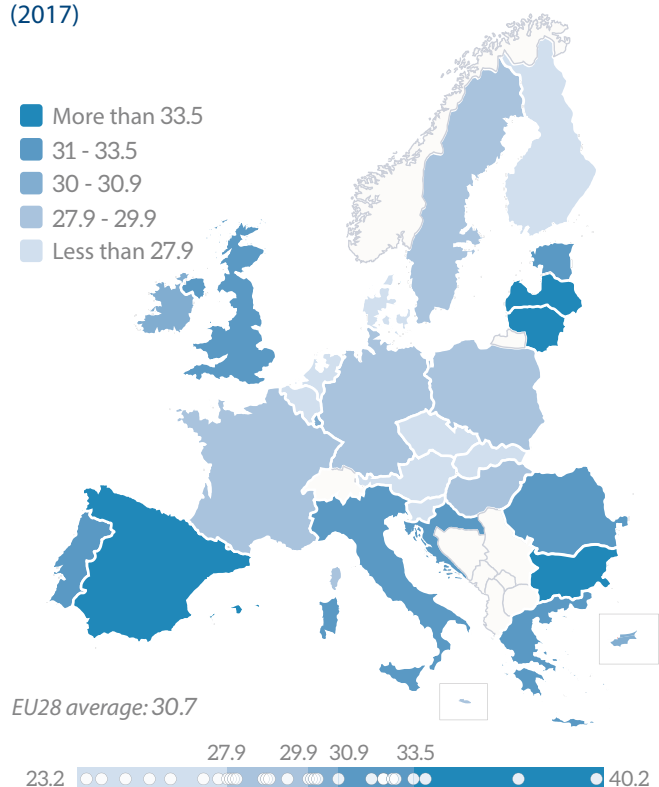 (2017)
More than 33.5
31 - 33.5
30 - 30.9
27.9 - 29.9
Less than 27.9
EU28 average: 30.7
27.9 29.9 30.9 33.5
23.2 40.2